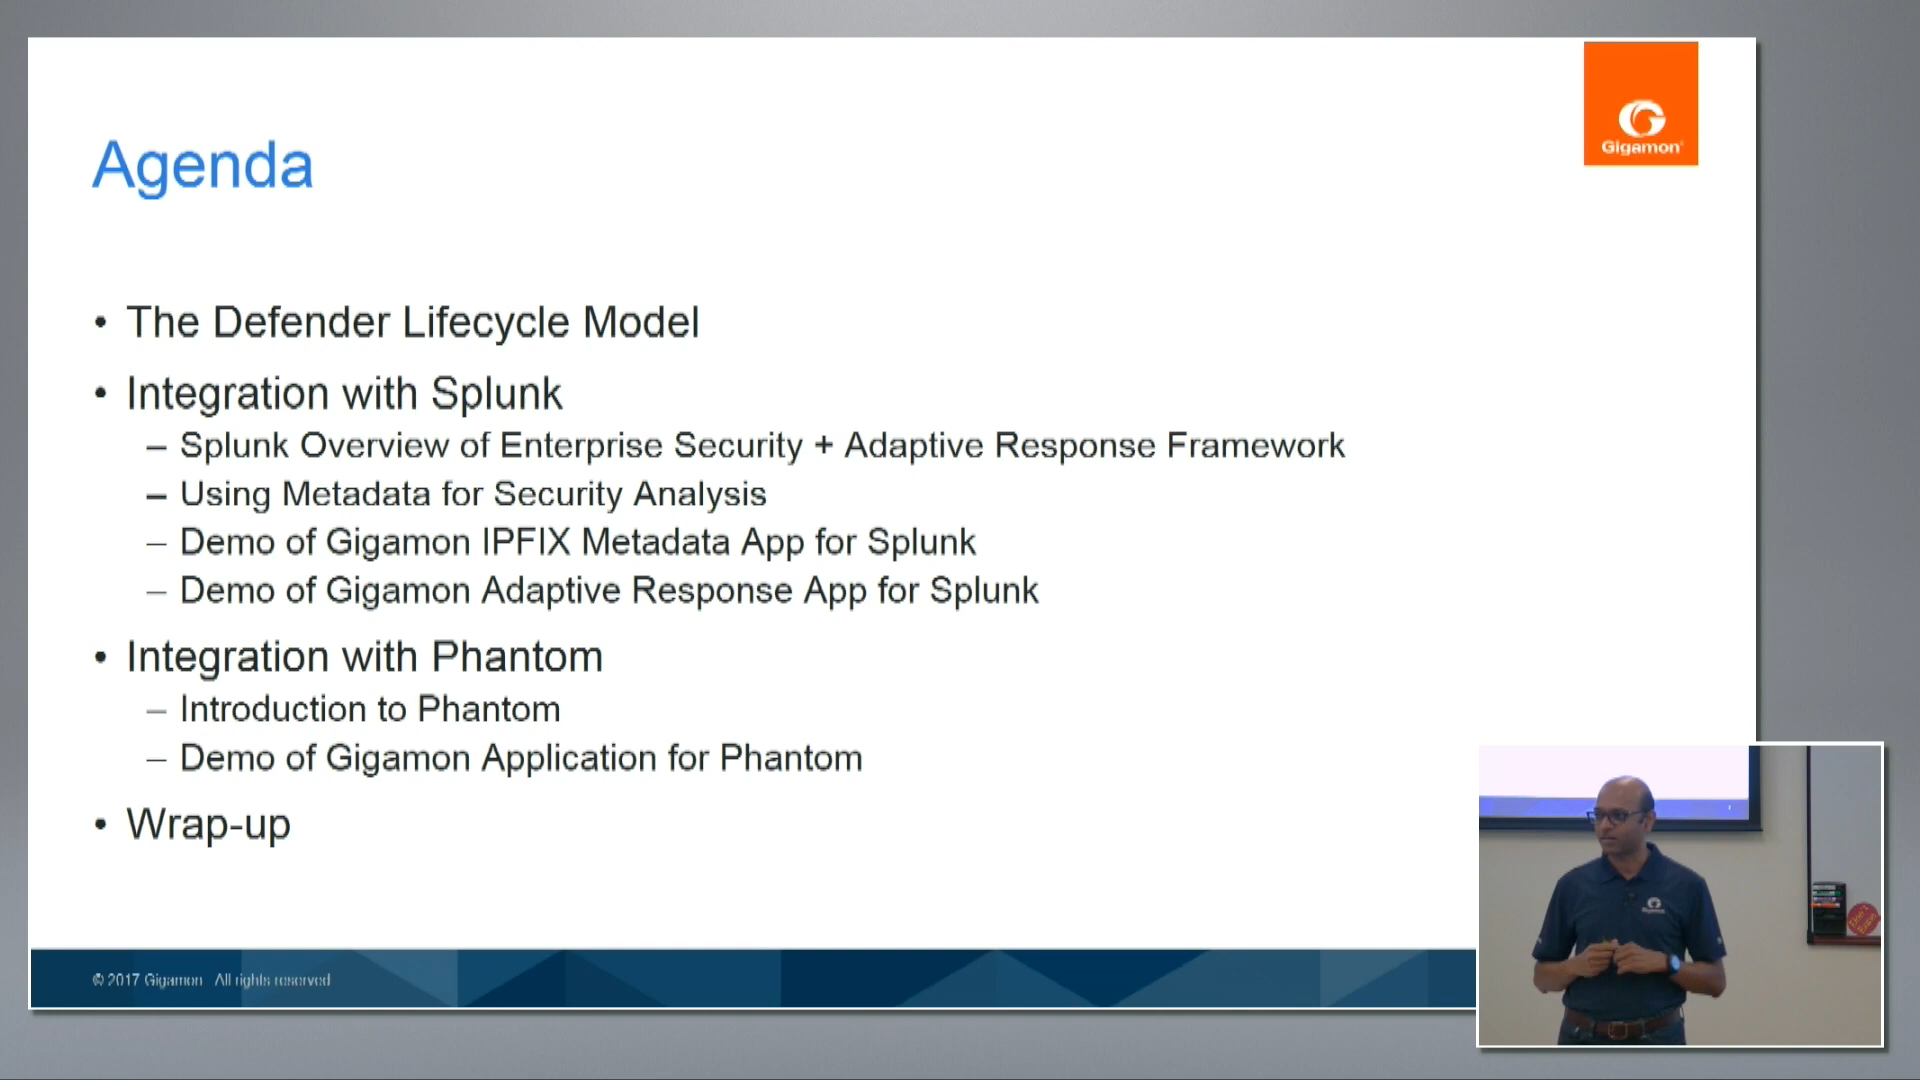 Gigamon
Agenda
• The Defender Lifecycle Model
• Integration with Splunk
– Splunk Overview of Enterprise Security + Adaptive Response Framework
– Using Metadata for Security Analysis
– Demo of Gigamon IPFIX Metadata App for Splunk
– Demo of Gigamon Adaptive Response App for Splunk
• Integration with Phantom
– Introduction to Phantom
– Demo of Gigamon Application for Phantom
• Wrap-up
© 2017 Gigamon All rights reserved